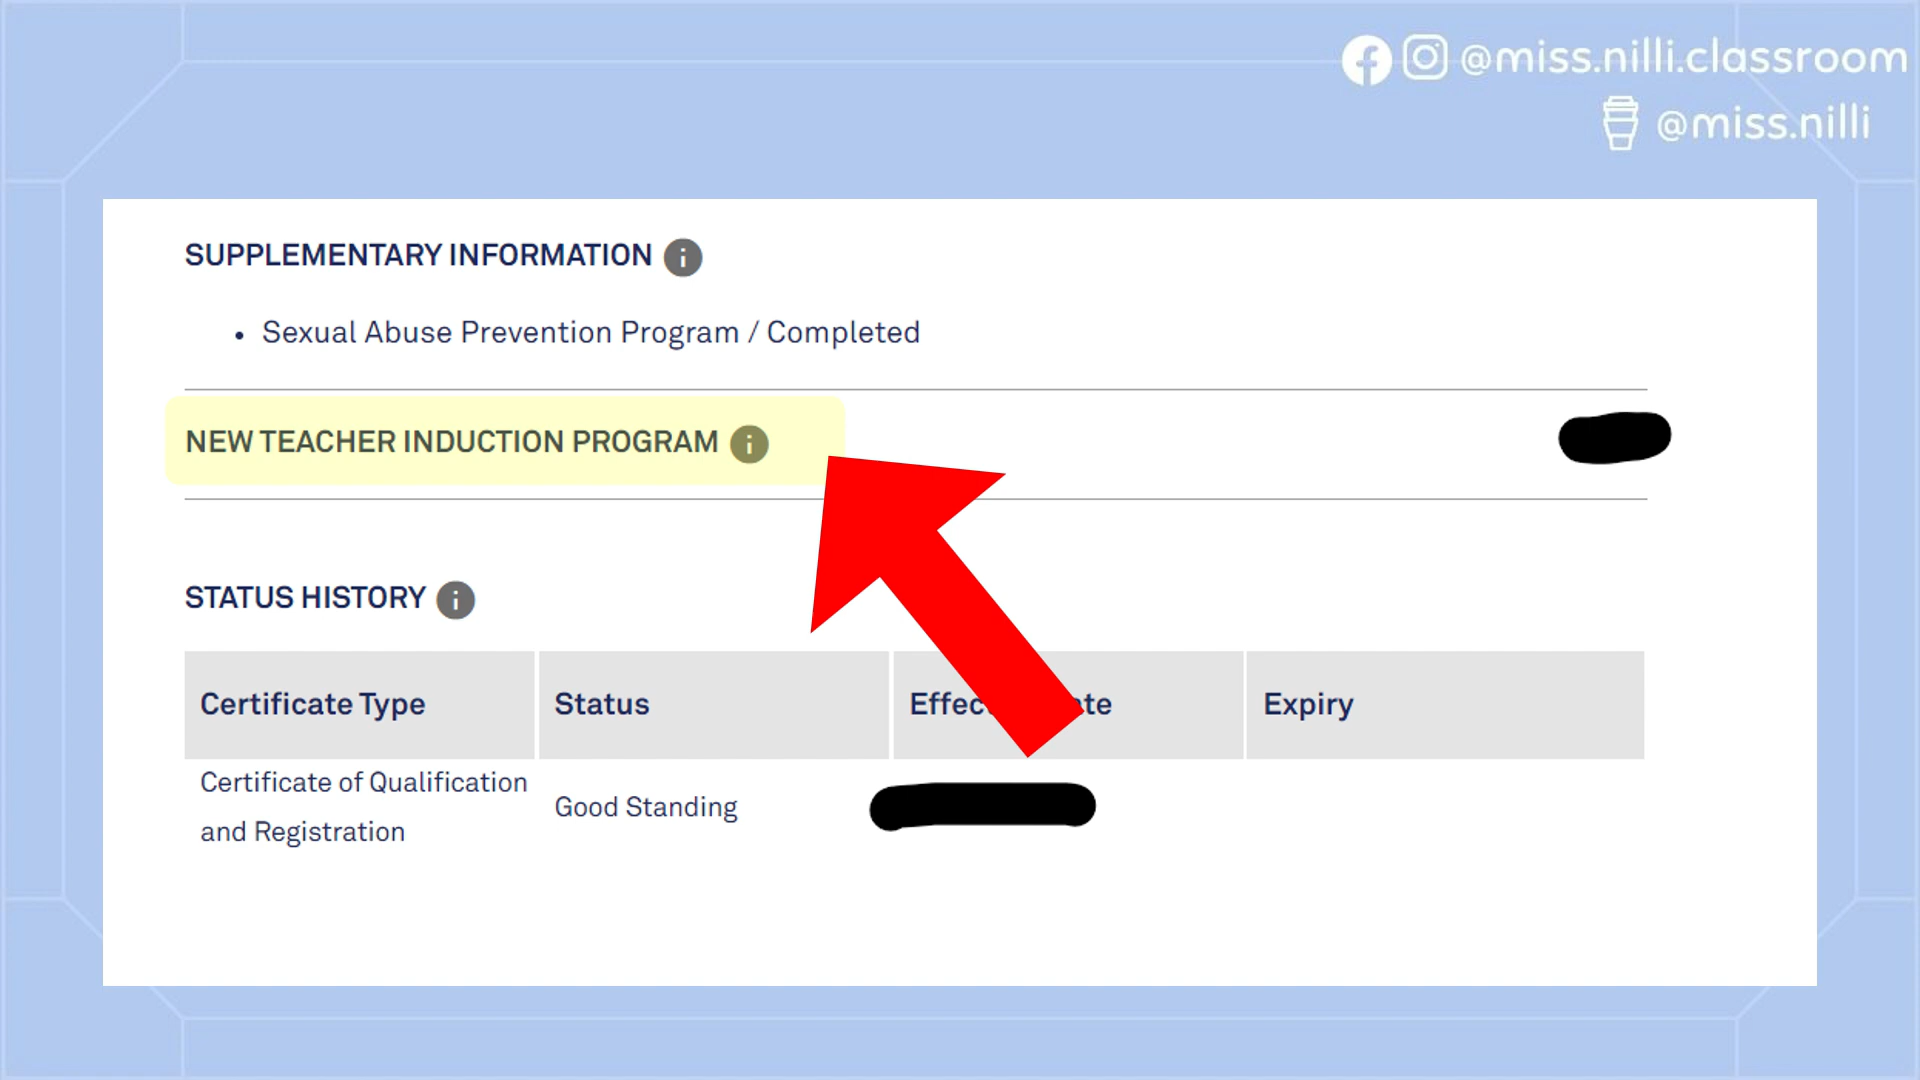 @miss.nilli.classroom
@miss.nilli
SUPPLEMENTARY INFORMATION i
• Sexual Abuse Prevention Program / Completed
NEW TEACHER INDUCTION PROGRAM i
STATUS HISTORY i
Certificate Type Status Expiry
Certificate of Qualification
and Registration
Good Standing